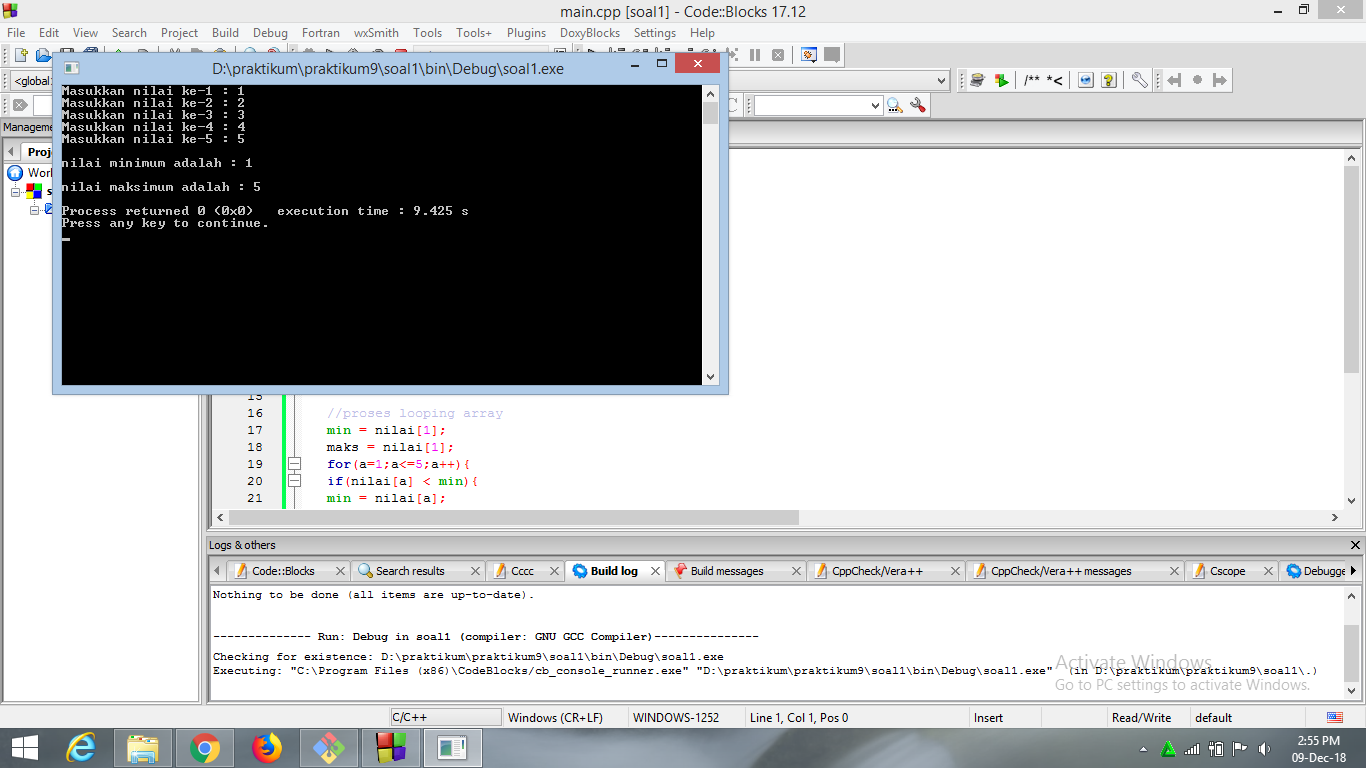 main.cpp [soal1] - Code::Blocks 17.12
File Edit View Search Project Build Debug Fortran wxSmith Tools Tools+ Plugins DoxyBlocks Settings Help
D:\praktikum\praktikum9\soal1\bin\Debug\soal1.exe
<global
/** *<
Masukkan nilai ke-1 : 1
Masukkan nilai ke-2 : 2
Masukkan nilai ke-3 : 3
Masukkan nilai ke-4 : 4
Masukkan nilai ke-5 : 5
nilai minimum adalah : 1
nilai maksimum adalah : 5
Process returned 0 (0x0)   execution time : 9.425 s
Press any key to continue.
Manageme
Proj
Work
s
15
16 //proses looping array
17 min = nilai[1];
18 maks = nilai[1];
19 for(a=1;a<=5;a++){
20 if(nilai[a] < min){
21 min = nilai[a];
Logs & others
Code::Blocks Search results Cccc Build log Build messages CppCheck/Vera++ CppCheck/Vera++ messages Cscope Debugge
Nothing to be done (all items are up-to-date).
-------------- Run: Debug in soal1 (compiler: GNU GCC Compiler)---------------
Checking for existence: D:\praktikum\praktikum9\soal1\bin\Debug\soal1.exe
Executing: "C:\Program Files (x86)\CodeBlocks/cb_console_runner.exe" "D:\praktikum\praktikum9\soal1\bin\Debug\soal1.exe"  (in D:\praktikum\praktikum9\soal1\.)
Activate Windows
Go to PC settings to activate Windows.
C/C++ Windows (CR+LF) WINDOWS-1252 Line 1, Col 1, Pos 0 Insert Read/Write default
2:55 PM
09-Dec-18